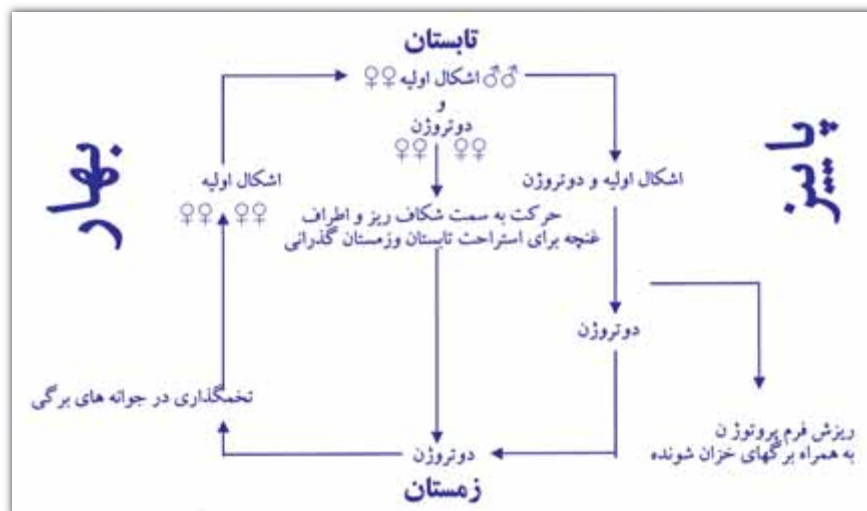 تابستان
♀♀ اشکال اولیه ♂♂
و
دوتروژن
♀♀ ♀♀
پاییز
بهار
اشکال اولیه
♀♀ ♀♀
اشکال اولیه و دوتروژن
حرکت به سمت شکاف ریز و اطراف
غنچه برای استراحت تابستان وزمستان گذرانی
دوتروژن
تخمگذاری در جوانه های برگی
ریزش فرم پروتوژ ن
به همراه برگهای خزان شونده
دوتروژن
زمستان